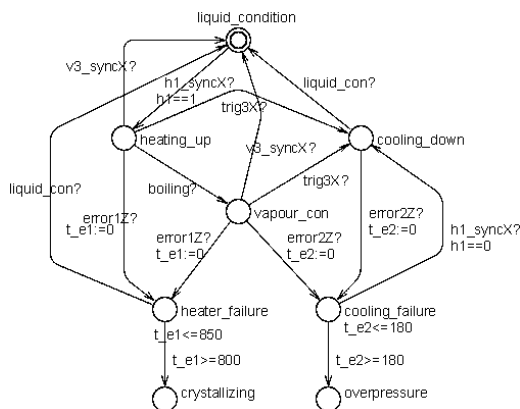 liquid_condition
v3_syncX?
h1_syncX?
h1==1
liquid_con?
trig3X?
heating_up
cooling_down
v3_syncX?
liquid_con?
boiling?
trig3X?
vapour_con
error1Z?
t_e1:=0
error1Z?
t_e1:=0
error2Z?
t_e2:=0
error2Z?
t_e2:=0
h1_syncX?
h1==0
heater_failure
t_e1<=850
cooling_failure
t_e2<=180
t_e1>=800
t_e2>=180
crystallizing
overpressure